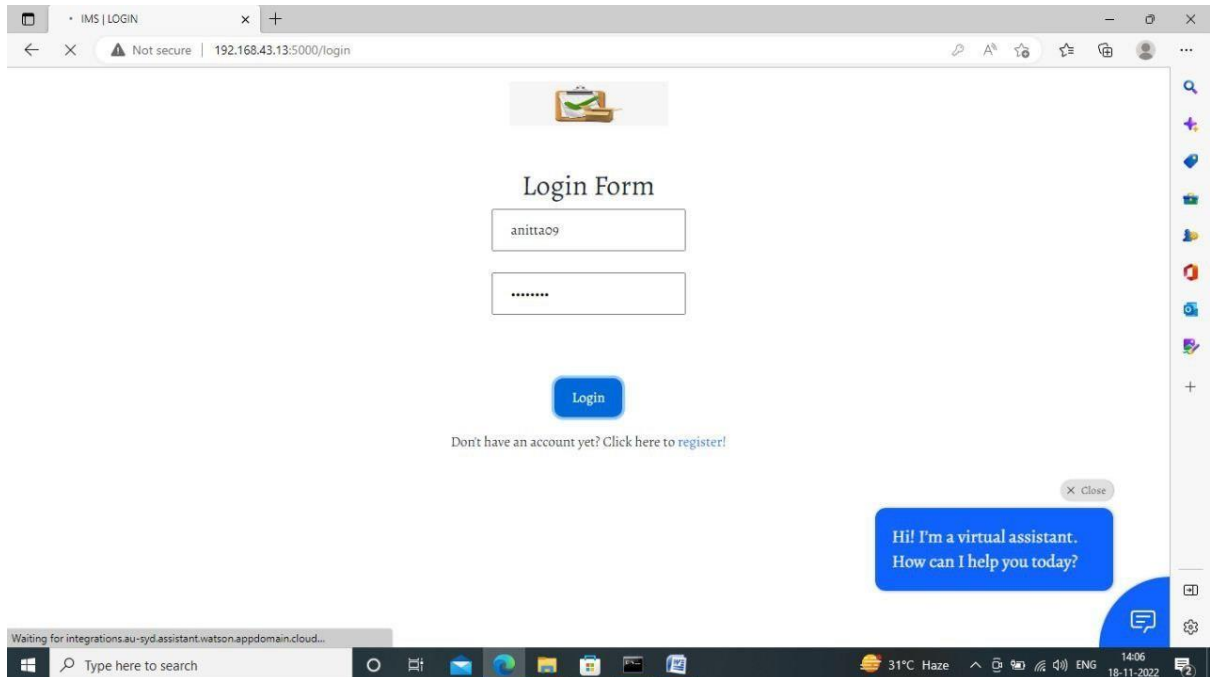 IMS | LOGIN
Not secure | 192.168.43.13:5000/login
Login Form
anitta09
••••••••
Login
Don't have an account yet? Click here to register!
Close
Hi! I'm a virtual assistant.
How can I help you today?
Waiting for integrations.au-syd.assistant.watson.appdomain.cloud...
Type here to search
31°C Haze
ENG
14:06
18-11-2022
2